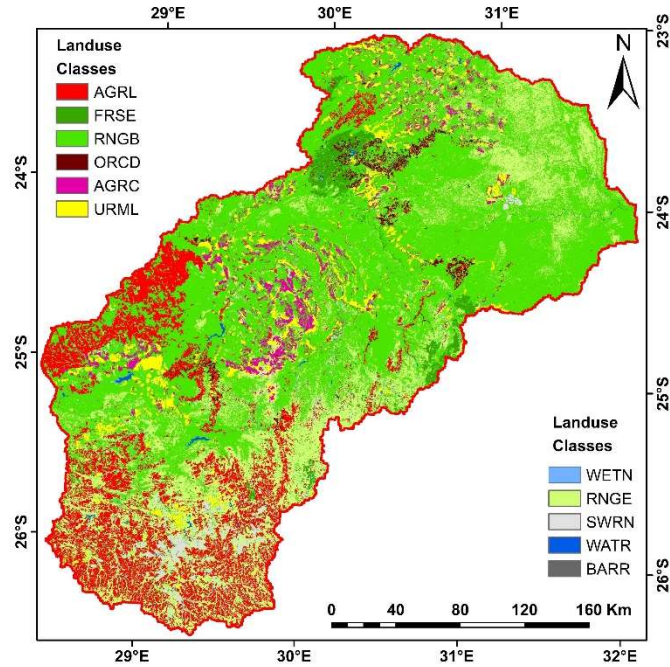 29°E 30°E 31°E
23°S
N
Landuse
Classes
AGRL
FRSE
RNGB
ORCD
AGRC
URML
24°S
24°S
25°S
25°S
Landuse
Classes
WETN
RNGE
SWRN
WATR
BARR
26°S
26°S
0 20 40 80 120 160 Km
29°E 30°E 31°E 32°E